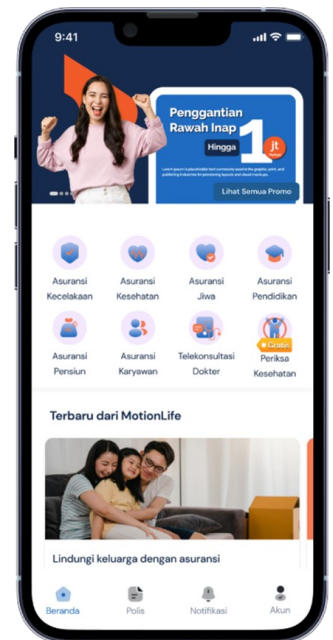 9:41
Penggantian
Rawah Inap
Hingga
1 jt
Lihat Semua Promo
Asuransi Kecelakaan
Asuransi Kesehatan
Asuransi Jiwa
Asuransi Pendidikan
Asuransi Pensiun
Asuransi Karyawan
Telekonsultasi Dokter
Gratis
Periksa Kesehatan
Terbaru dari MotionLife
Lindungi keluarga dengan asuransi
Beranda
Polis
Notifikasi
Akun